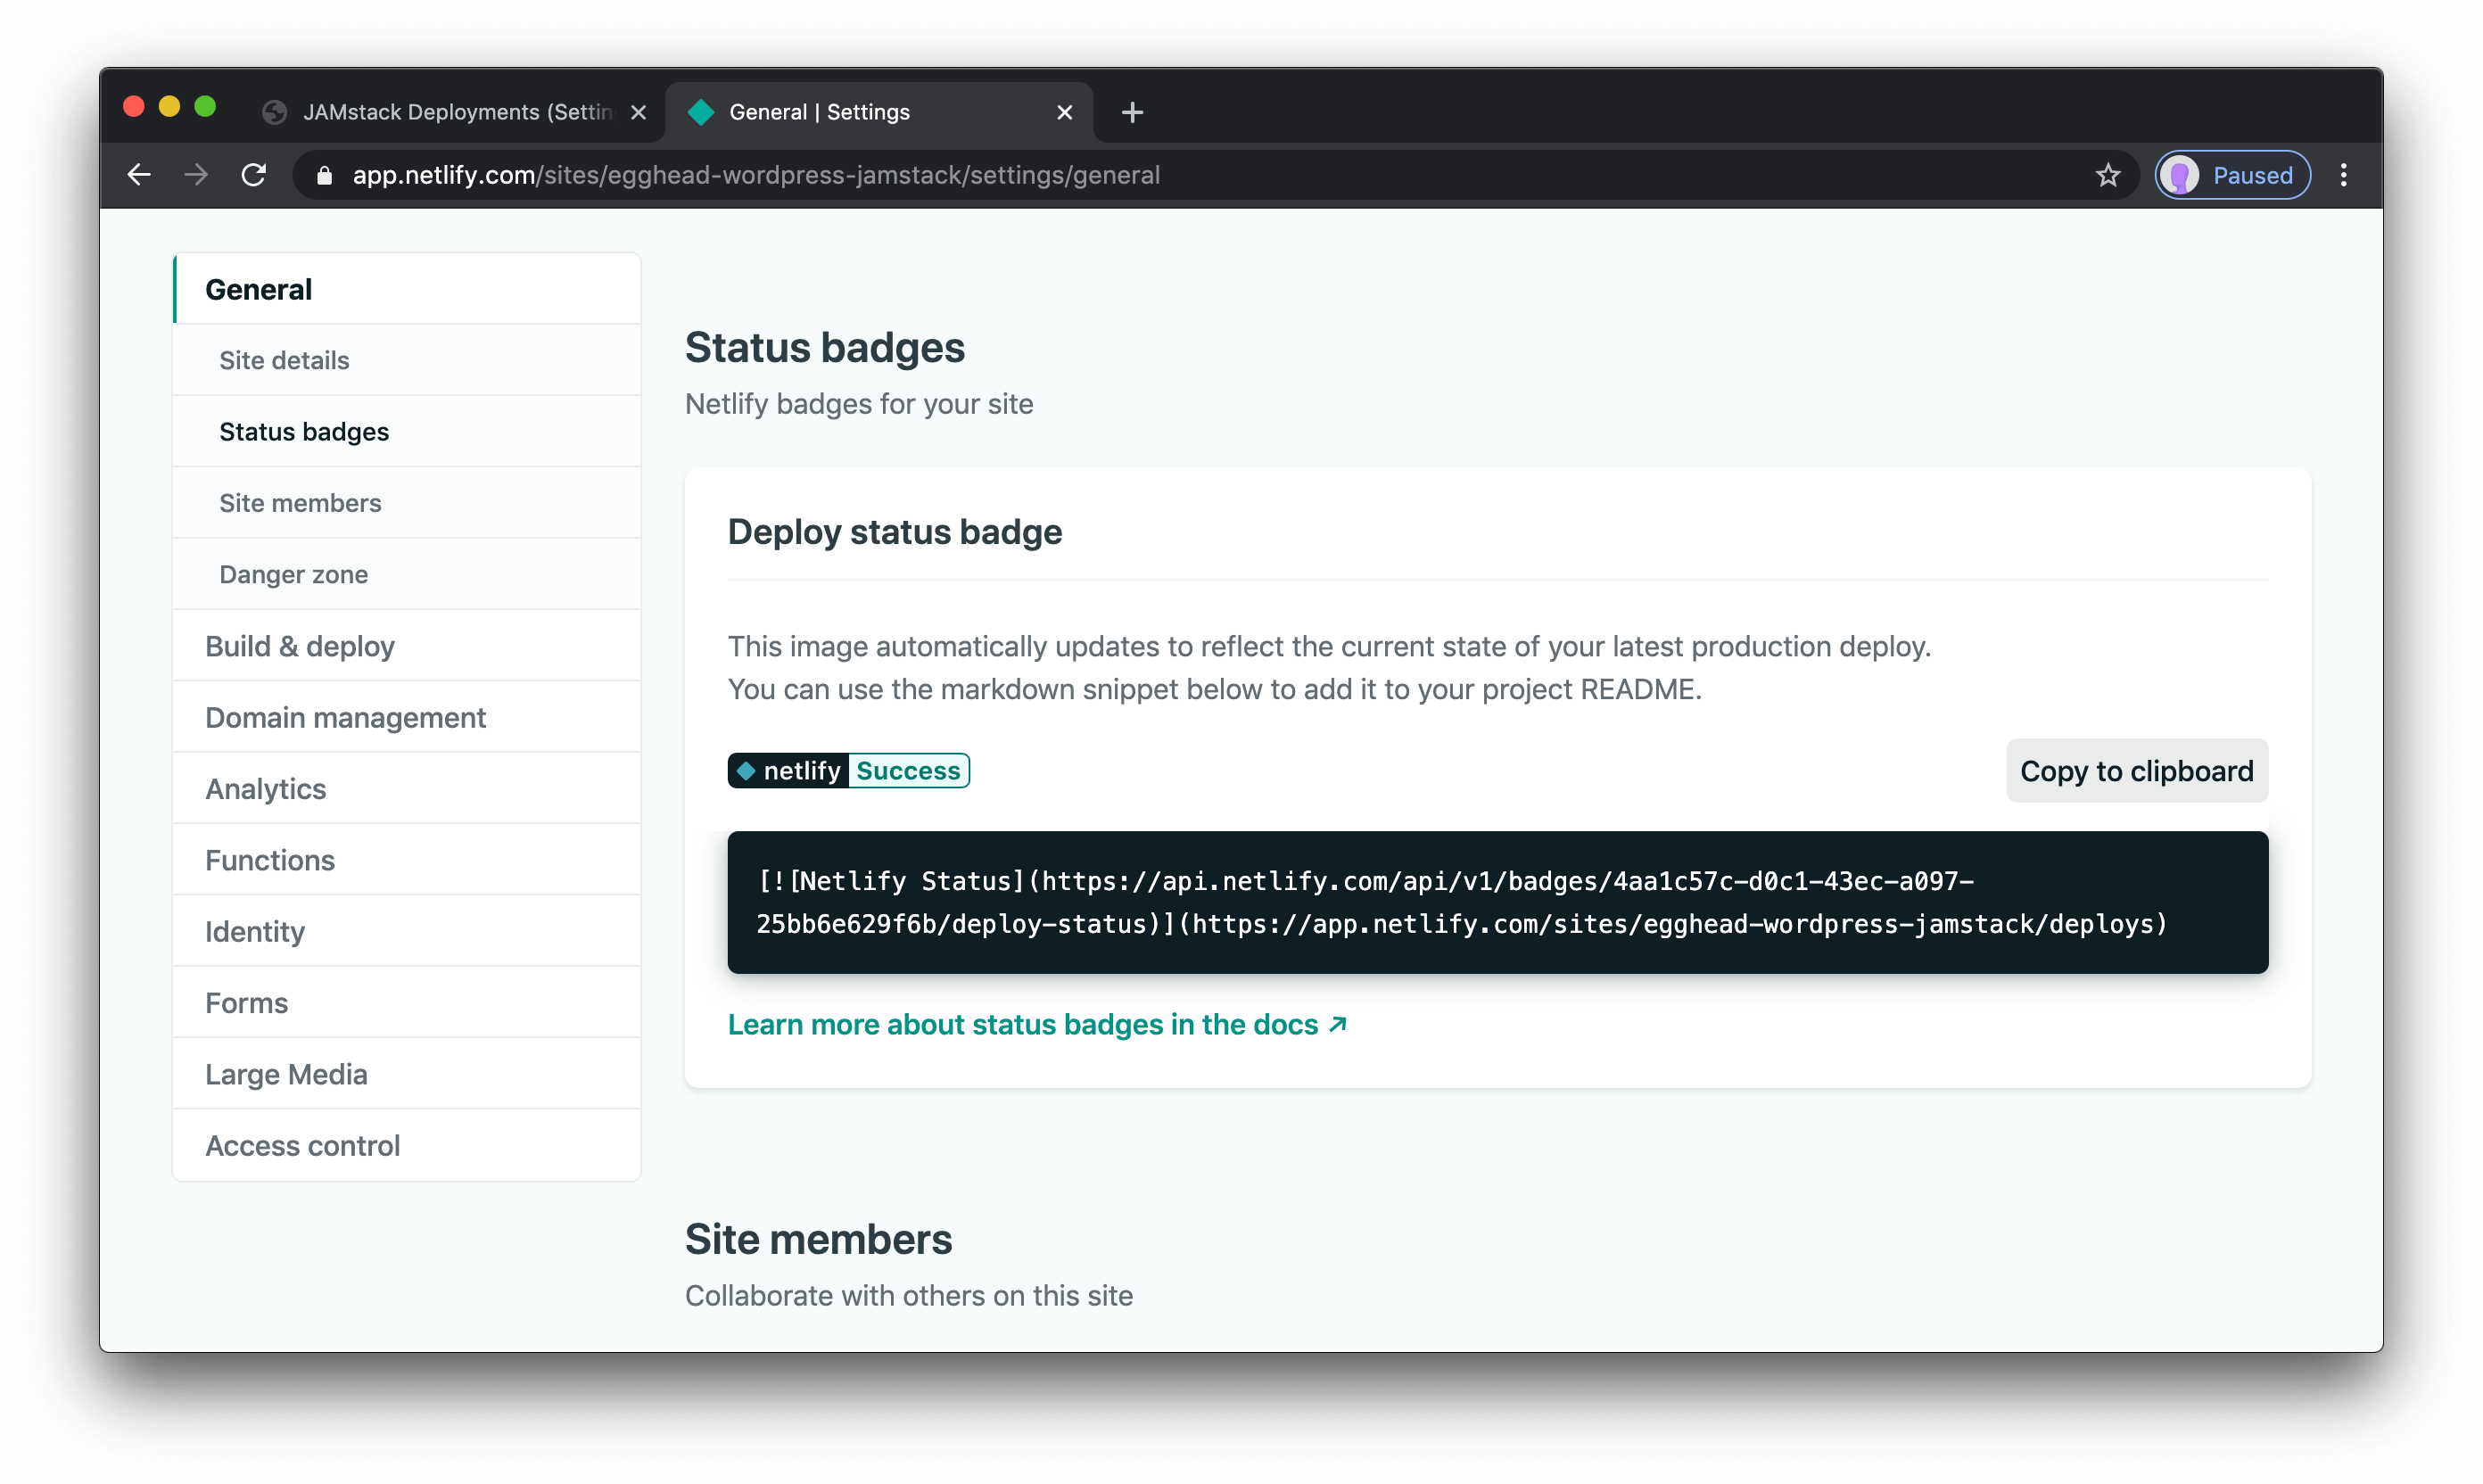 JAMstack Deployments (Settin
General | Settings
app.netlify.com/sites/egghead-wordpress-jamstack/settings/general
Paused
General
Site details
Status badges
Site members
Danger zone
Build & deploy
Domain management
Analytics
Functions
Identity
Forms
Large Media
Access control
Status badges
Netlify badges for your site
Deploy status badge
This image automatically updates to reflect the current state of your latest production deploy.
You can use the markdown snippet below to add it to your project README.
netlify Success
Copy to clipboard
[![Netlify Status](https://api.netlify.com/api/v1/badges/4aa1c57c-d0c1-43ec-a097-
25bb6e629f6b/deploy-status)](https://app.netlify.com/sites/egghead-wordpress-jamstack/deploys)
Learn more about status badges in the docs ↗
Site members
Collaborate with others on this site